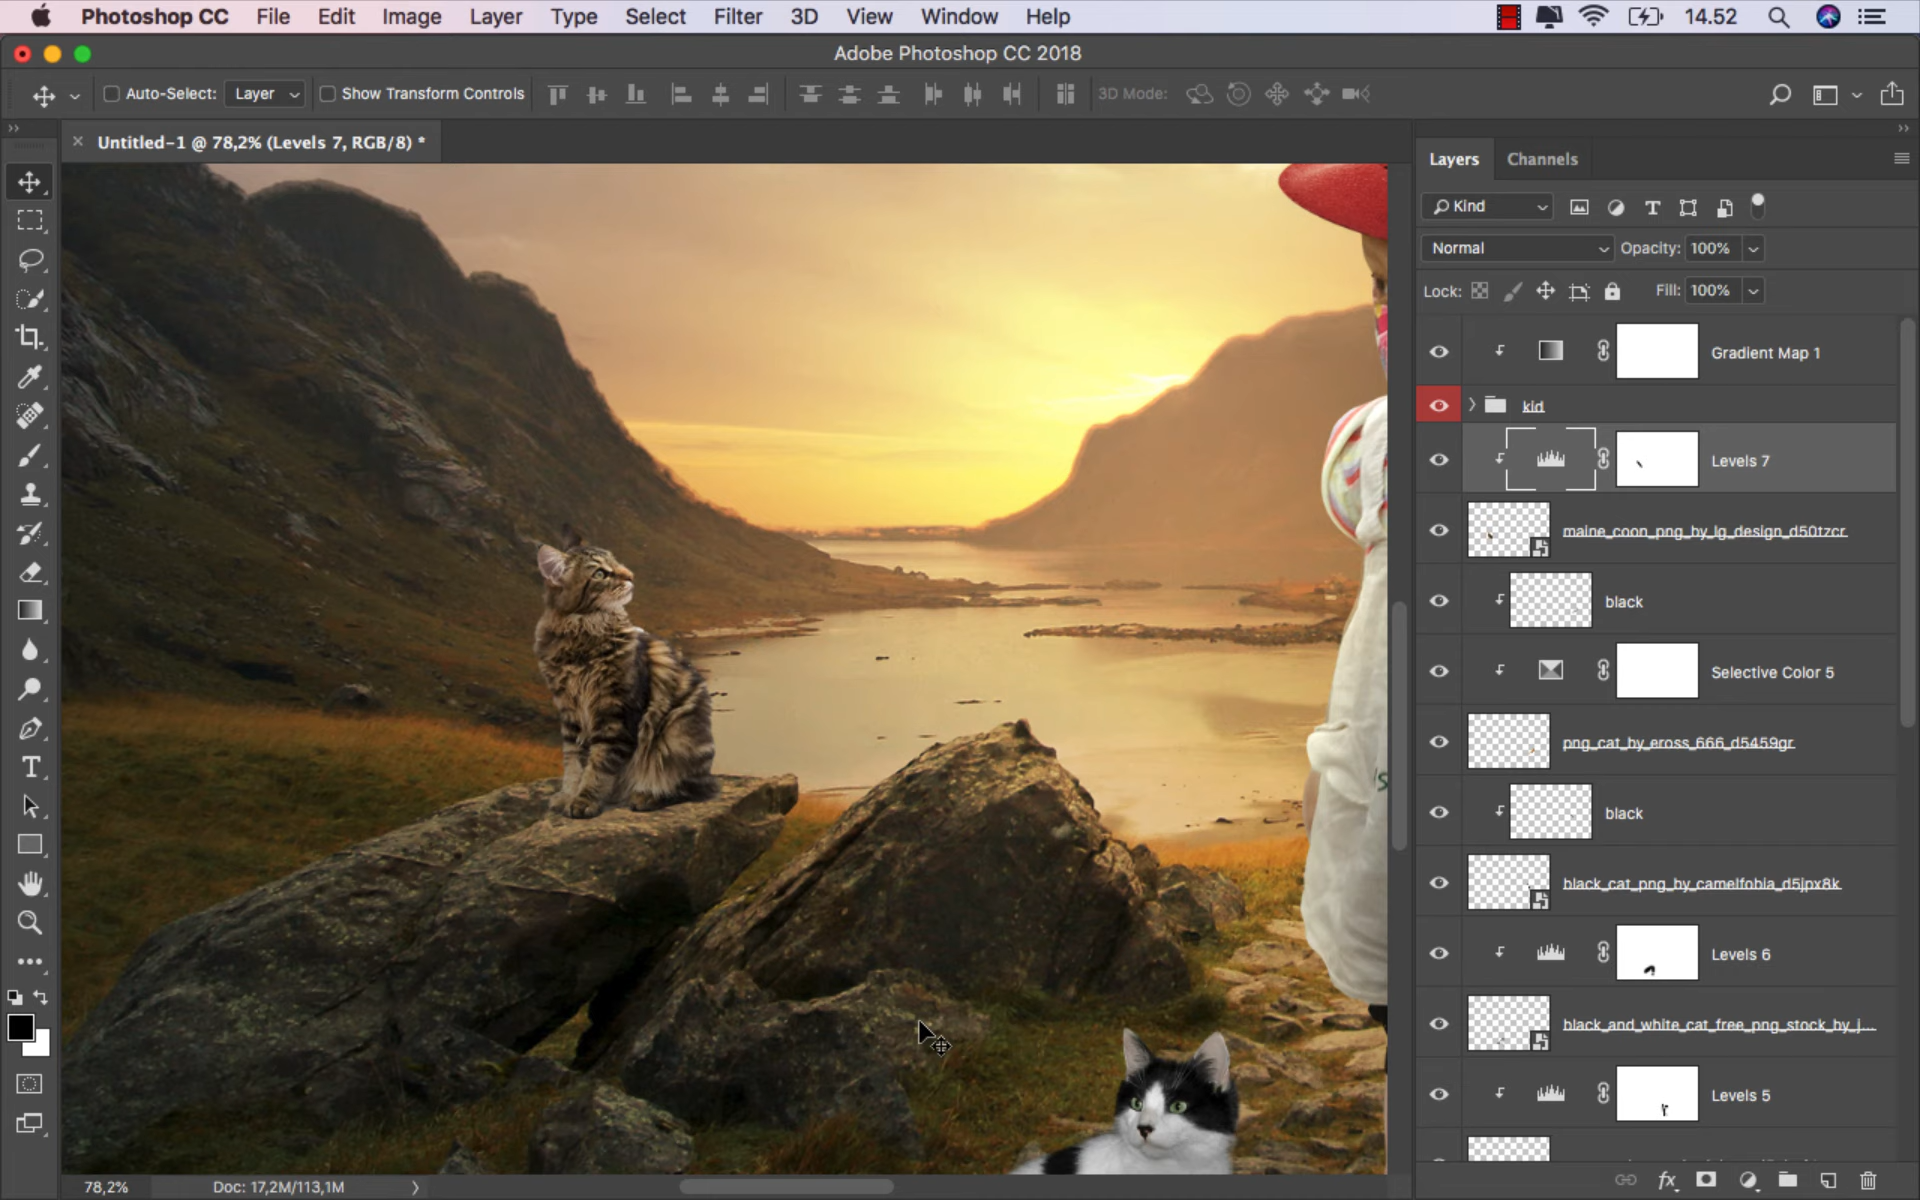 Photoshop CC File Edit Image Layer Type Select Filter 3D View Window Help 14.52
Adobe Photoshop CC 2018
Auto-Select: Layer Show Transform Controls 3D Mode:
Untitled-1 @ 78,2% (Levels 7, RGB/8) *
Layers Channels
Kind
Normal Opacity: 100%
Lock: Fill: 100%
Gradient Map 1
kid
Levels 7
maine_coon_png_by_lg_design_d50tzcr
black
Selective Color 5
png_cat_by_eross_666_d5459gr
black
black_cat_png_by_camelfobia_d5jpx8k
Levels 6
black_and_white_cat_free_png_stock_by_j...
Levels 5
78,2% Doc: 17,2M/113,1M